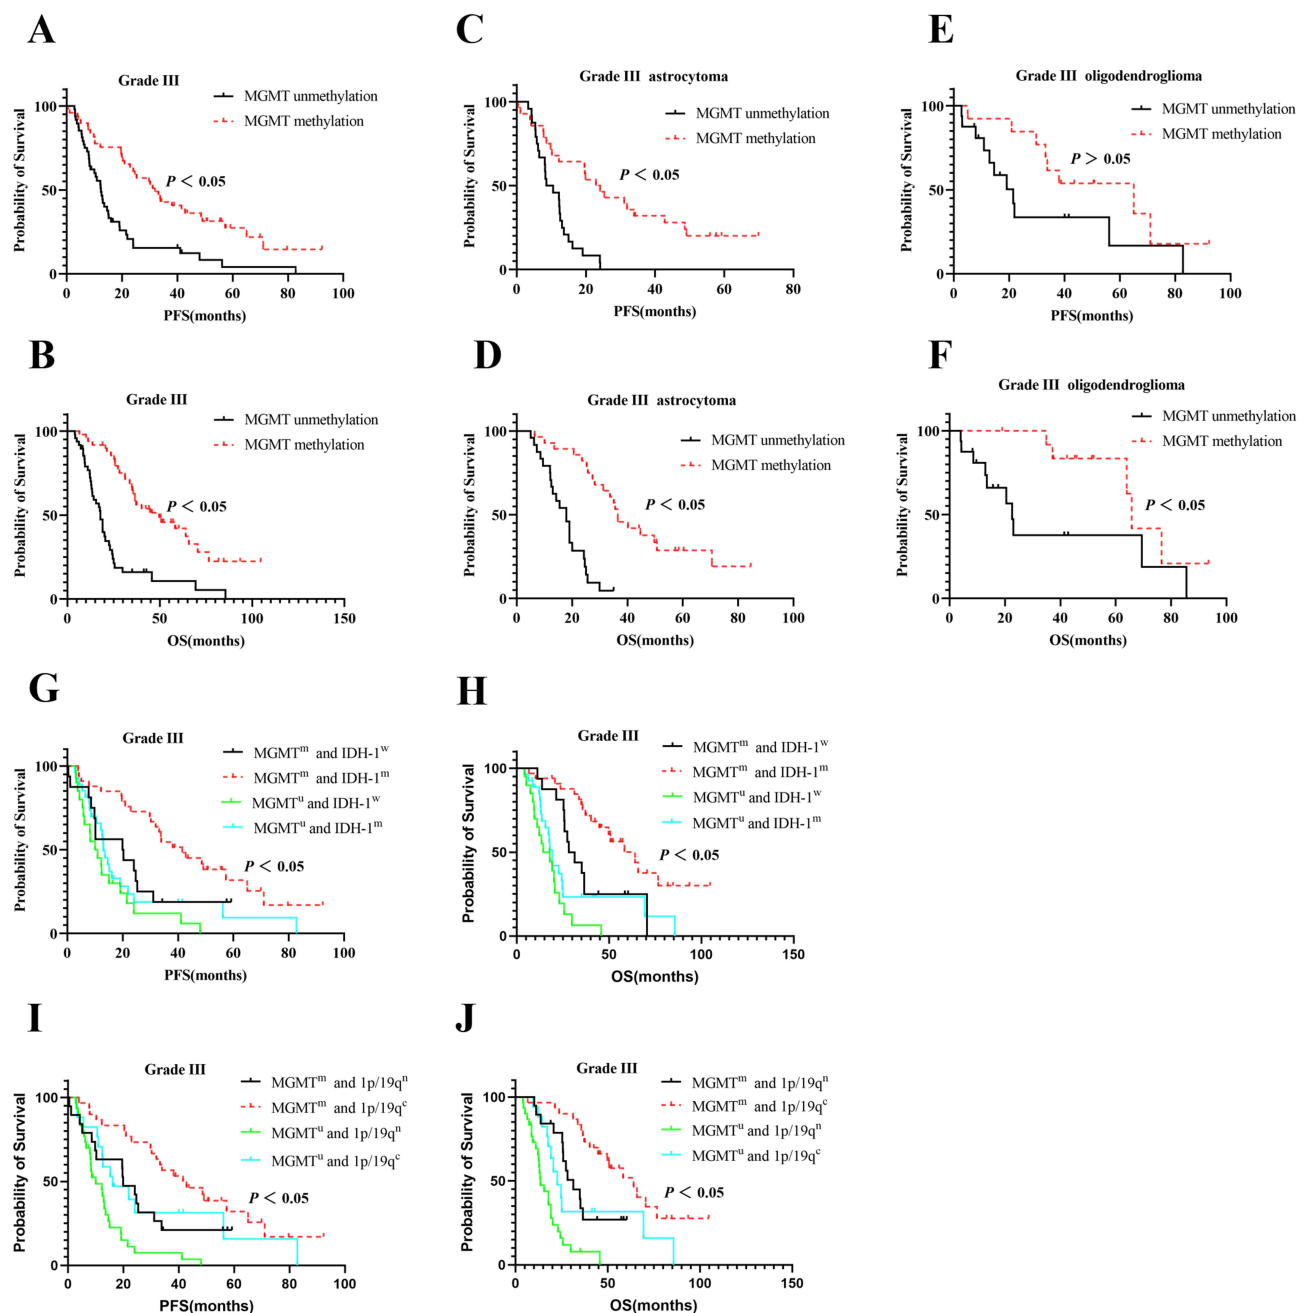 A
Grade III
MGMT unmethylation
MGMT methylation
P < 0.05
Probability of Survival
100
50
0
0 20 40 60 80 100
PFS(months)
C
Grade III astrocytoma
MGMT unmethylation
MGMT methylation
P < 0.05
Probability of Survival
100
50
0
0 20 40 60 80
PFS(months)
E
Grade III oligodendroglioma
MGMT unmethylation
MGMT methylation
P > 0.05
Probability of Survival
100
50
0
0 20 40 60 80 100
PFS(months)
B
Grade III
MGMT unmethylation
MGMT methylation
P < 0.05
Probability of Survival
100
50
0
0 50 100 150
OS(months)
D
Grade III astrocytoma
MGMT unmethylation
MGMT methylation
P < 0.05
Probability of Survival
100
50
0
0 20 40 60 80 100
OS(months)
F
Grade III oligodendroglioma
MGMT unmethylation
MGMT methylation
P < 0.05
Probability of Survival
100
50
0
0 20 40 60 80 100
OS(months)
G
Grade III
MGMTᵐ and IDH-1ʷ
MGMTᵐ and IDH-1ᵐ
MGMTᵘ and IDH-1ʷ
MGMTᵘ and IDH-1ᵐ
P < 0.05
Probability of Survival
100
50
0
0 20 40 60 80 100
PFS(months)
H
Grade III
MGMTᵐ and IDH-1ʷ
MGMTᵐ and IDH-1ᵐ
MGMTᵘ and IDH-1ʷ
MGMTᵘ and IDH-1ᵐ
P < 0.05
Probability of Survival
100
50
0
0 50 100 150
OS(months)
I
Grade III
MGMTᵐ and 1p/19qⁿ
MGMTᵐ and 1p/19qᶜ
MGMTᵘ and 1p/19qⁿ
MGMTᵘ and 1p/19qᶜ
P < 0.05
Probability of Survival
100
50
0
0 20 40 60 80 100
PFS(months)
J
Grade III
MGMTᵐ and 1p/19qⁿ
MGMTᵐ and 1p/19qᶜ
MGMTᵘ and 1p/19qⁿ
MGMTᵘ and 1p/19qᶜ
P < 0.05
Probability of Survival
100
50
0
0 50 100 150
OS(months)